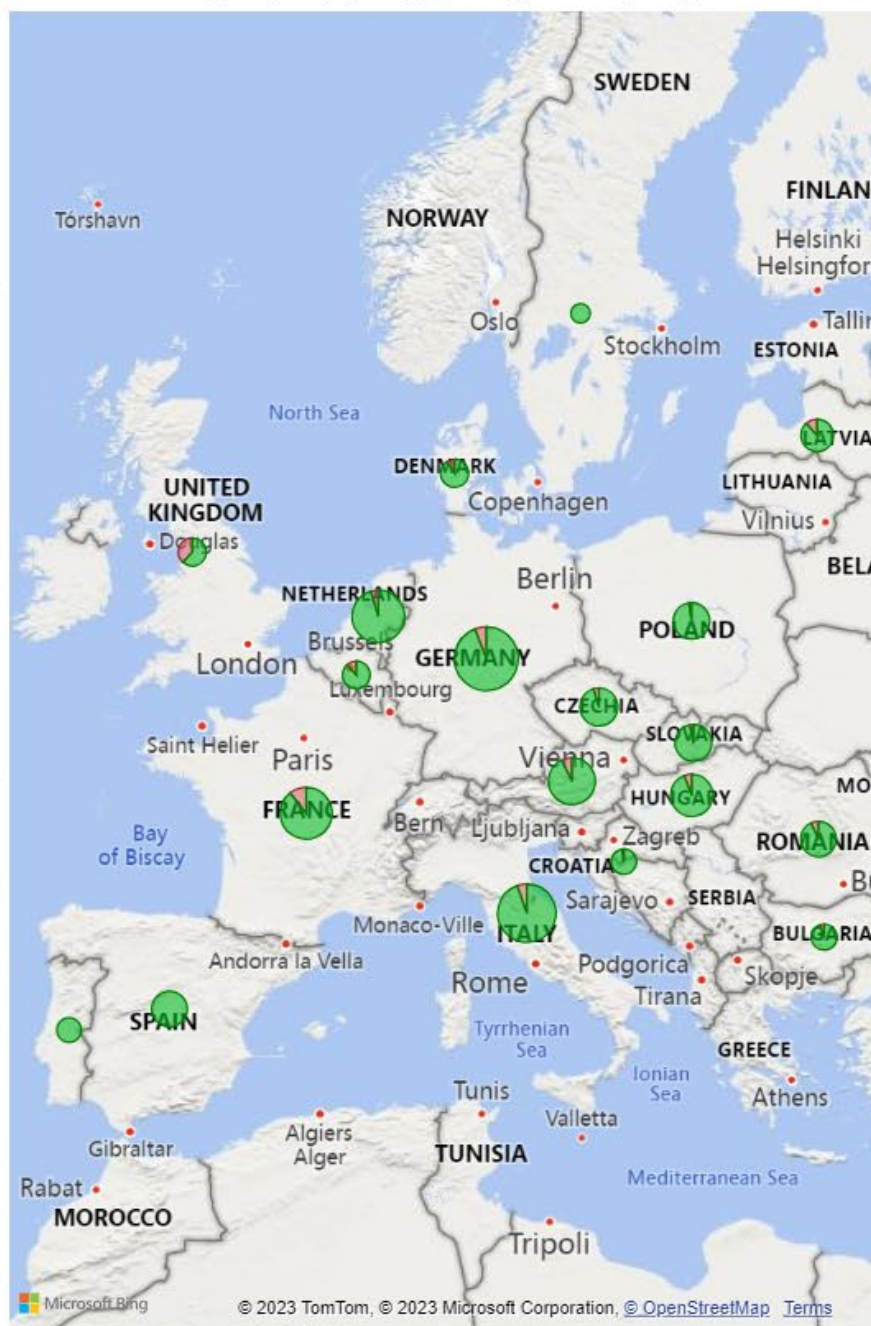 SWEDEN
FINLAN
Tórshavn
NORWAY
Helsinki
Helsingfor
Oslo
Stockholm
Tallin
ESTONIA
North Sea
LATVIA
DENMARK
LITHUANIA
Copenhagen
UNITED
KINGDOM
Vilnius
Douglas
BELA
Berlin
NETHERLANDS
POLAND
Brussels
GERMANY
London
Luxembourg
CZECHIA
SLOVAKIA
Saint Helier
Paris
Vienna
HUNGARY
MO
FRANCE
Bern
Ljubljana
Zagreb
ROMANIA
Bay
of Biscay
CROATIA
Bu
Sarajevo
SERBIA
Monaco-Ville
ITALY
BULGARIA
Andorra la Vella
Podgorica
Skopje
Rome
Tirana
SPAIN
Tyrrhenian
Sea
GREECE
Ionian
Sea
Athens
Tunis
Valletta
Gibraltar
Algiers
Alger
TUNISIA
Mediterranean Sea
Rabat
MOROCCO
Tripoli
Microsoft Bing
© 2023 TomTom, © 2023 Microsoft Corporation, © OpenStreetMap Terms